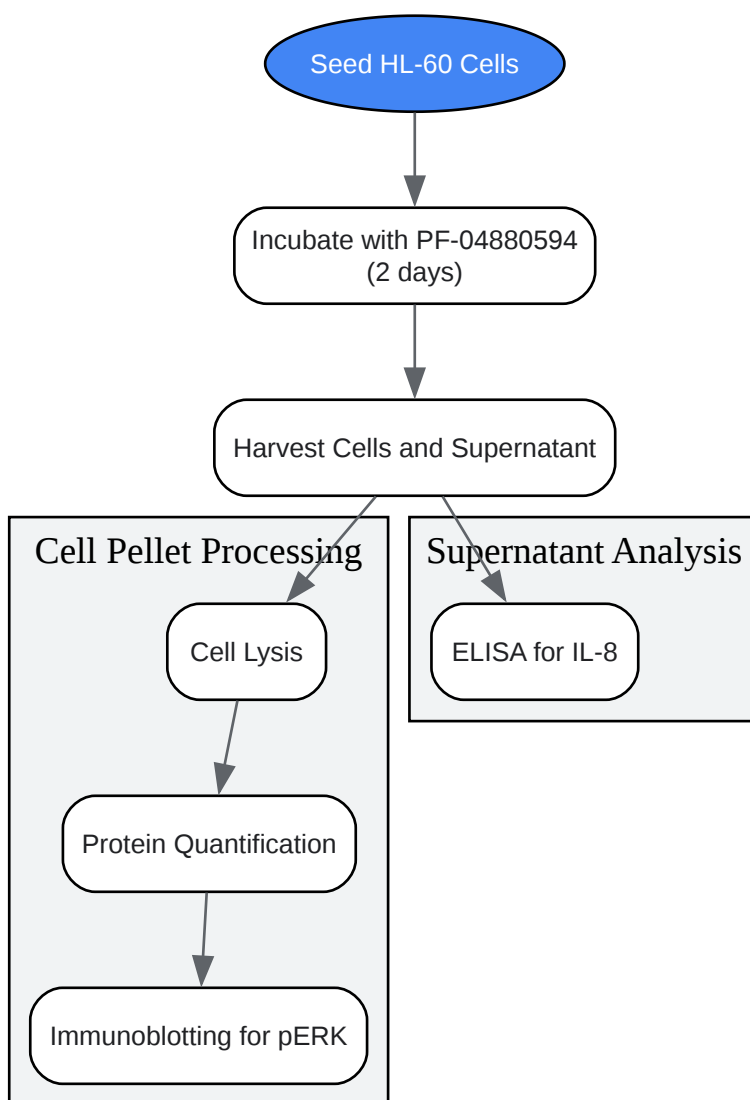 Seed HL-60 Cells
Incubate with PF-04880594
(2 days)
Harvest Cells and Supernatant
Cell Pellet Processing
Cell Lysis
Protein Quantification
Immunoblotting for pERK
Supernatant Analysis
ELISA for IL-8